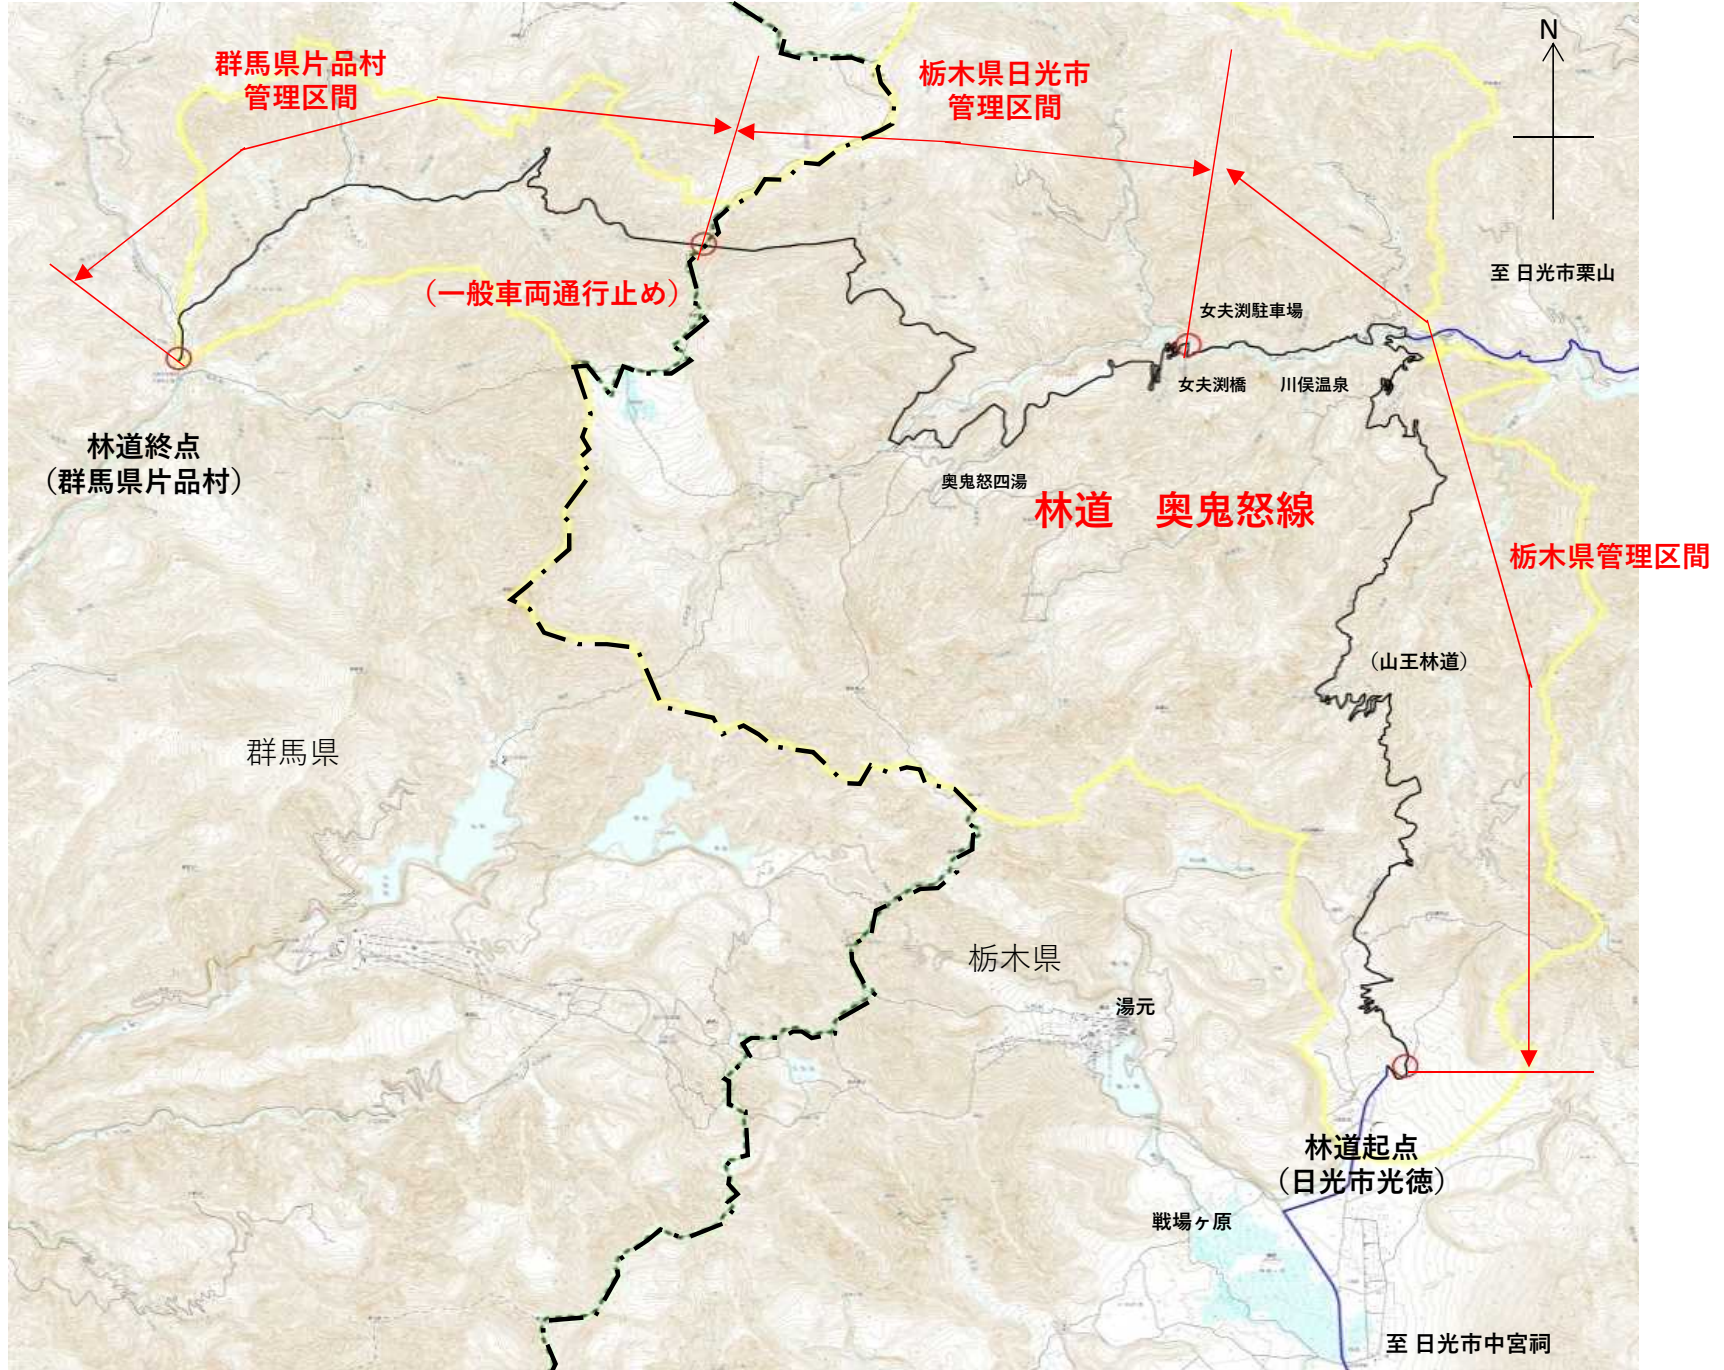 N
群馬県片品村
管理区間
栃木県日光市
管理区間
至 日光市栗山
（一般車両通行止め）
女夫渕駐車場
女夫渕橋
川俣温泉
林道終点
（群馬県片品村）
奥鬼怒四湯
林道　奥鬼怒線
栃木県管理区間
（山王林道）
群馬県
栃木県
湯元
林道起点
（日光市光徳）
戦場ヶ原
至 日光市中宮祠